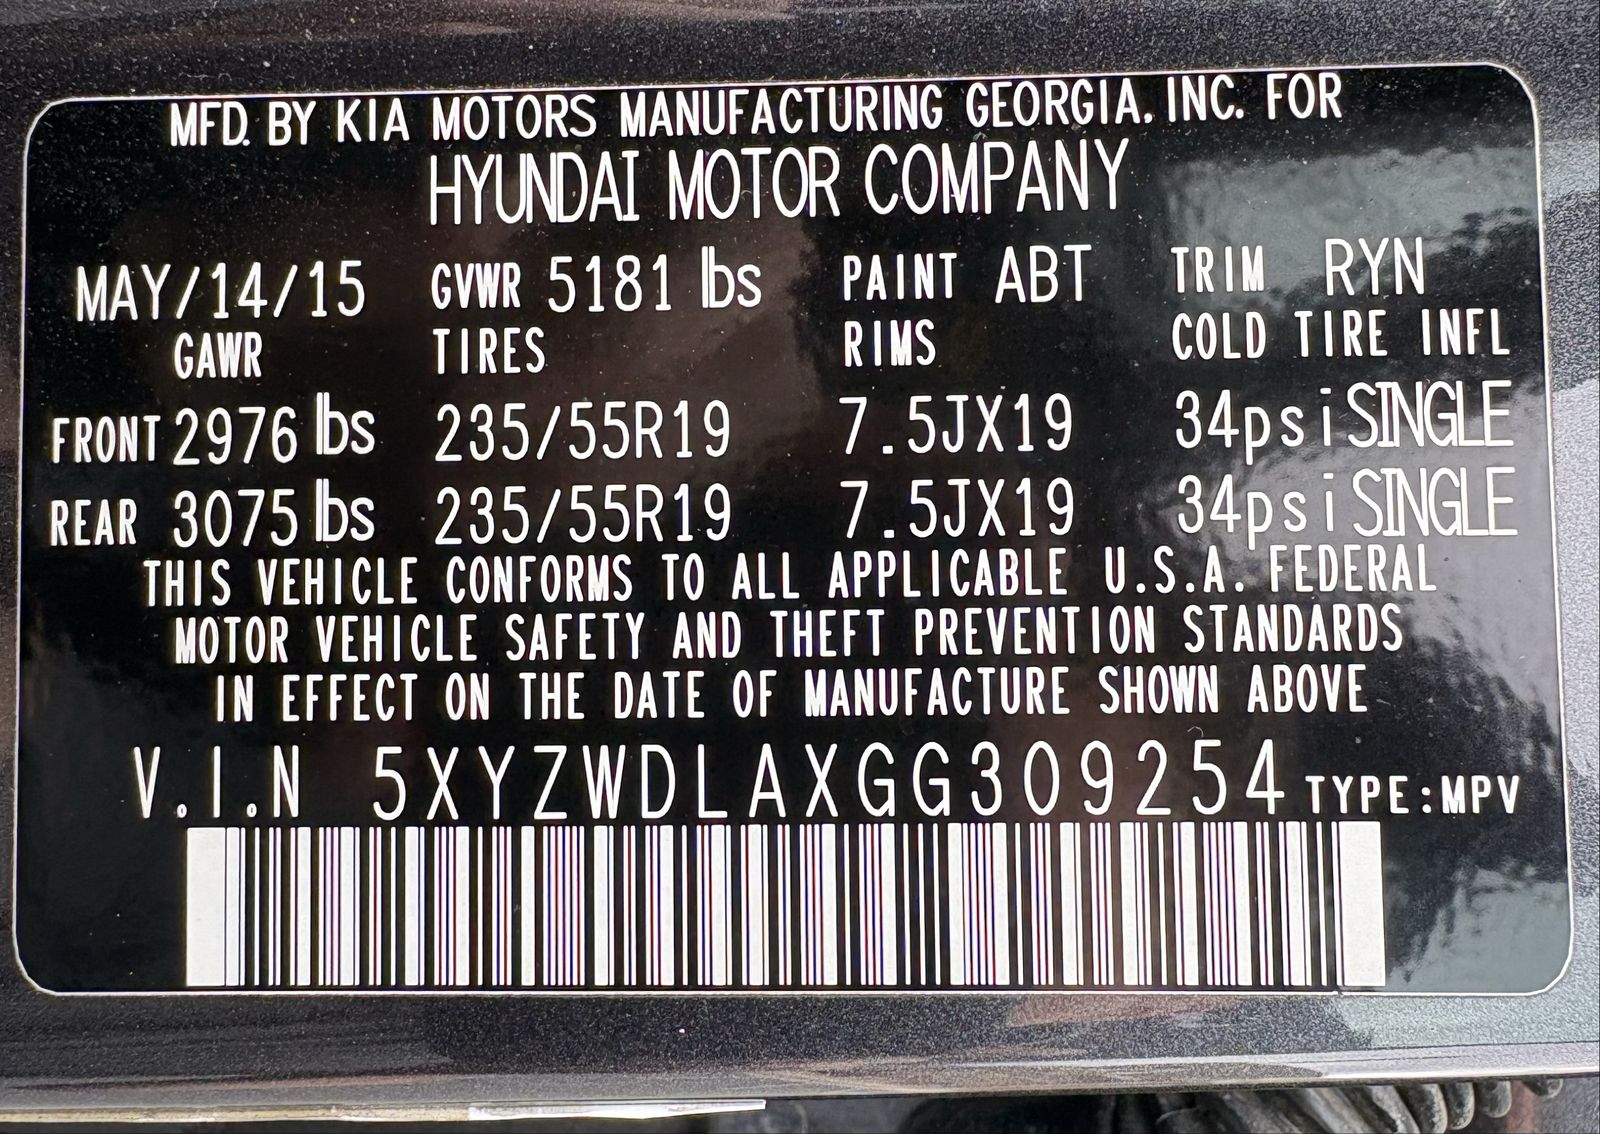 MFD. BY KIA MOTORS MANUFACTURING GEORGIA. INC. FOR
HYUNDAI MOTOR COMPANY
MAY/14/15 GVWR 5181 lbs PAINT ABT TRIM RYN
GAWR TIRES RIMS COLD TIRE INFL
FRONT 2976 lbs 235/55R19 7.5JX19 34psi SINGLE
REAR 3075 lbs 235/55R19 7.5JX19 34psi SINGLE
THIS VEHICLE CONFORMS TO ALL APPLICABLE U.S.A. FEDERAL
MOTOR VEHICLE SAFETY AND THEFT PREVENTION STANDARDS
IN EFFECT ON THE DATE OF MANUFACTURE SHOWN ABOVE
V.I.N 5XYZWDLAXGG309254 TYPE:MPV